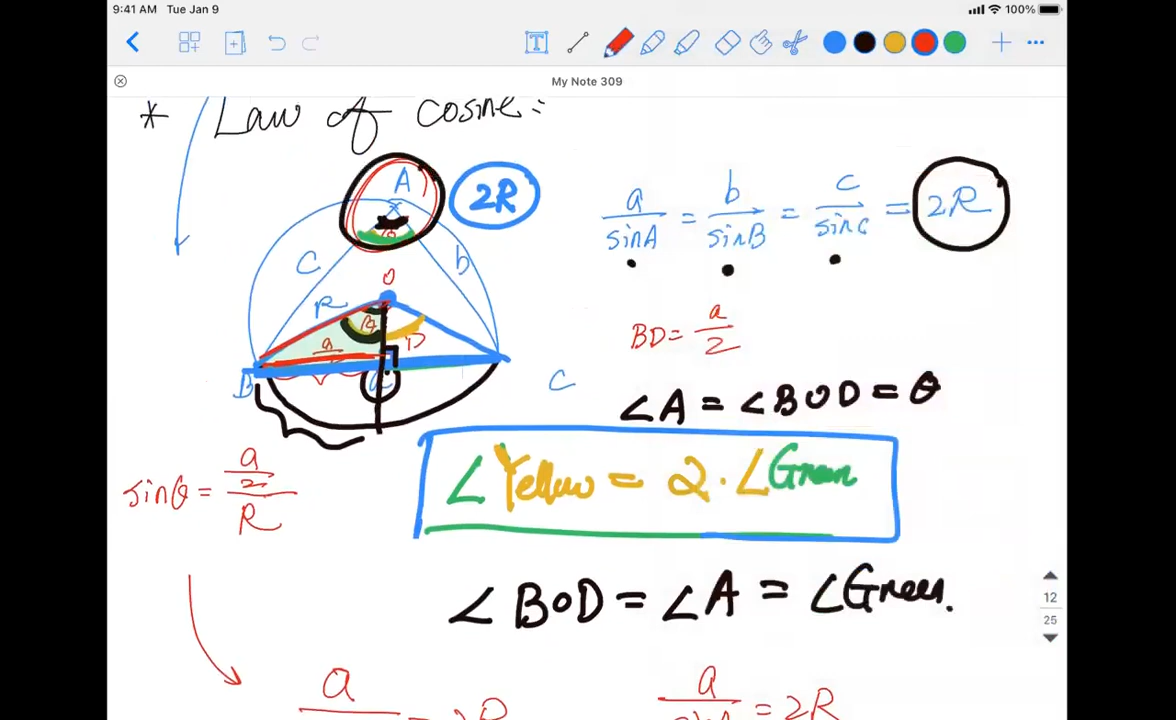 9:41 AM Tue Jan 9
100%
T
My Note 309
* Law of cosine:
A
2R
a/sinA = b/sinB = c/sinC = 2R
θ
c
b
O
R
BD = a/2
θ
D
a
B
a
C
∠A = ∠BOD = θ
∠Yellow = 2·∠Green
sinθ = (a/2)/R
∠BOD = ∠A = ∠Green.
12
25
a
= 2R
a
= 2R